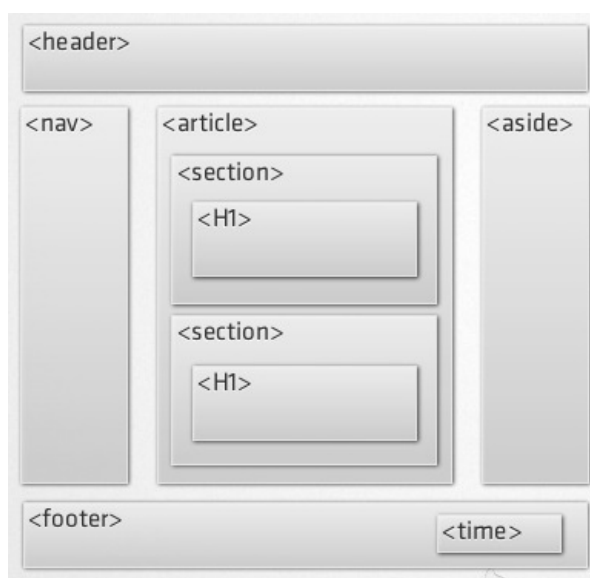 <header>
<nav>
<article>
<aside>
<section>
<H1>
<section>
<H1>
<footer>
<time>